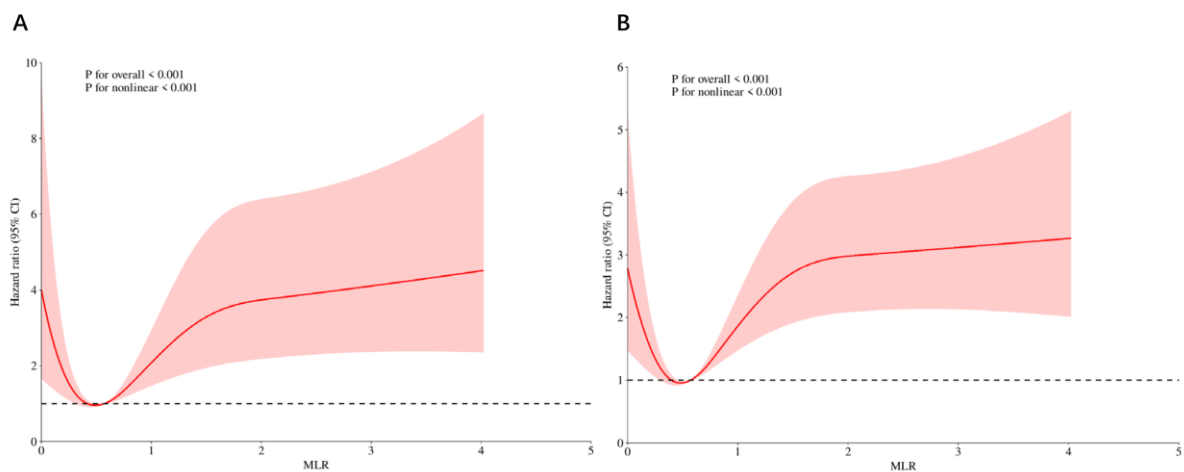 A
P for overall < 0.001
P for nonlinear < 0.001
Hazard ratio (95% CI)
10
8
6
4
2
0
0 1 2 3 4 5
MLR
B
P for overall < 0.001
P for nonlinear < 0.001
Hazard ratio (95% CI)
6
5
4
3
2
1
0
0 1 2 3 4 5
MLR